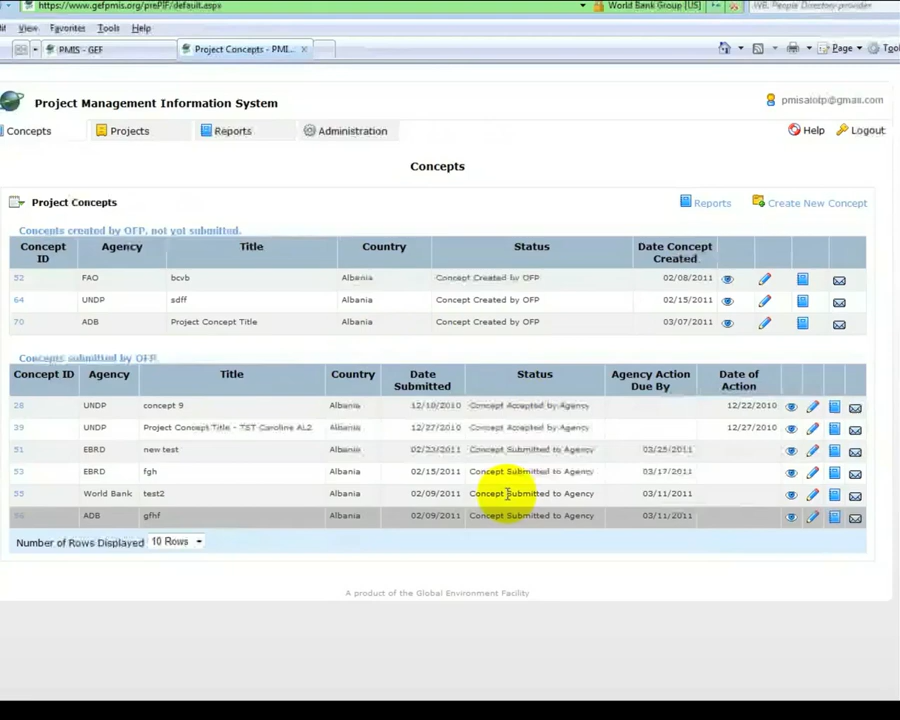 https://www.gefpmis.org/prePIF/default.aspx World Bank Group [US] WB. People Directory provider
View Favorites Tools Help
PMIS - GEF Project Concepts - PMI... Page Tool
Project Management Information System pmisaiofp@gmail.com
Concepts Projects Reports Administration Help Logout
Concepts
Project Concepts Reports Create New Concept
Concepts created by OFP, not yet submitted.
Concept ID Agency Title Country Status Date Concept Created
52 FAO bcvb Albania Concept Created by OFP 02/08/2011
64 UNDP sdff Albania Concept Created by OFP 02/15/2011
70 ADB Project Concept Title Albania Concept Created by OFP 03/07/2011
Concepts submitted by OFP.
Concept ID Agency Title Country Date Submitted Status Agency Action Due By Date of Action
28 UNDP concept 9 Albania 12/10/2010 Concept Accepted by Agency 12/22/2010
39 UNDP Project Concept Title - TST Caroline AL2 Albania 12/27/2010 Concept Accepted by Agency 12/27/2010
51 EBRD new test Albania 02/23/2011 Concept Submitted to Agency 03/25/2011
53 EBRD fgh Albania 02/15/2011 Concept Submitted to Agency 03/17/2011
55 World Bank test2 Albania 02/09/2011 Concept Submitted to Agency 03/11/2011
ADB gfhf Albania 02/09/2011 Concept Submitted to Agency 03/11/2011
Number of Rows Displayed 10 Rows
A product of the Global Environment Facility